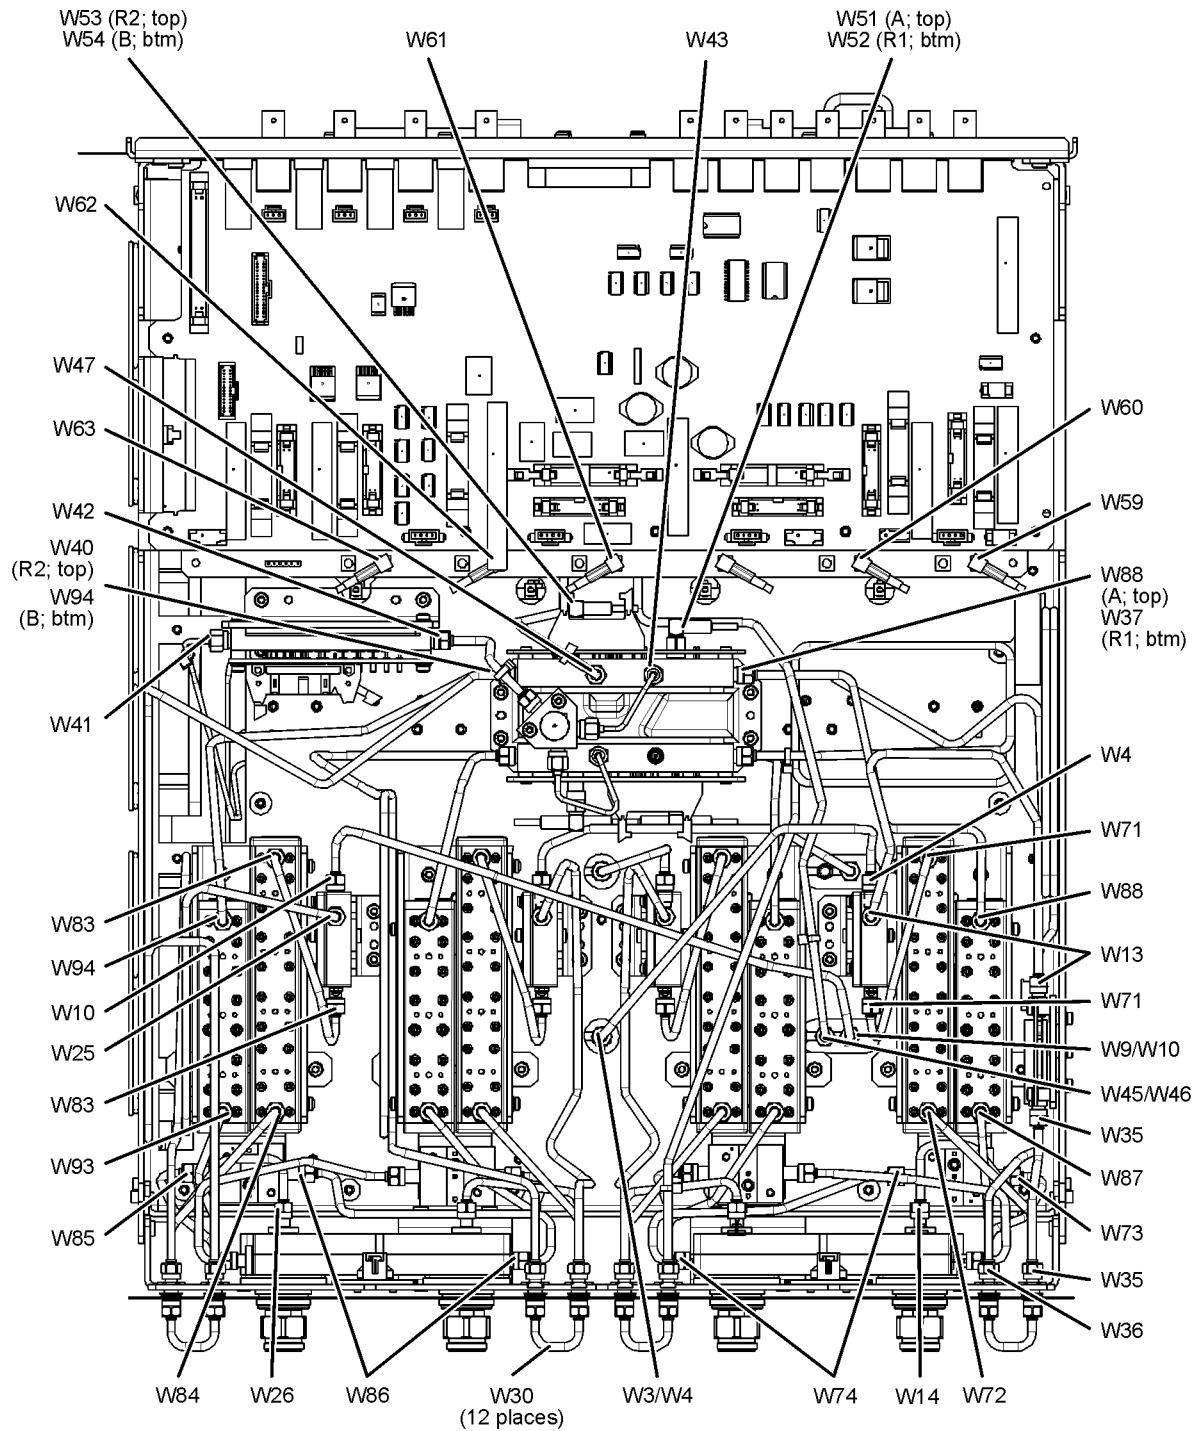 W53 (R2; top)
W54 (B; btm)
W61
W43
W51 (A; top)
W52 (R1; btm)
W62
W47
W63
W42
W40
(R2; top)
W94
(B; btm)
W41
W60
W59
W88
(A; top)
W37
(R1; btm)
W4
W71
W88
W13
W71
W9/W10
W45/W46
W35
W87
W73
W35
W36
W83
W94
W10
W25
W83
W93
W85
W84
W26
W86
W30
(12 places)
W3/W4
W74
W14
W72